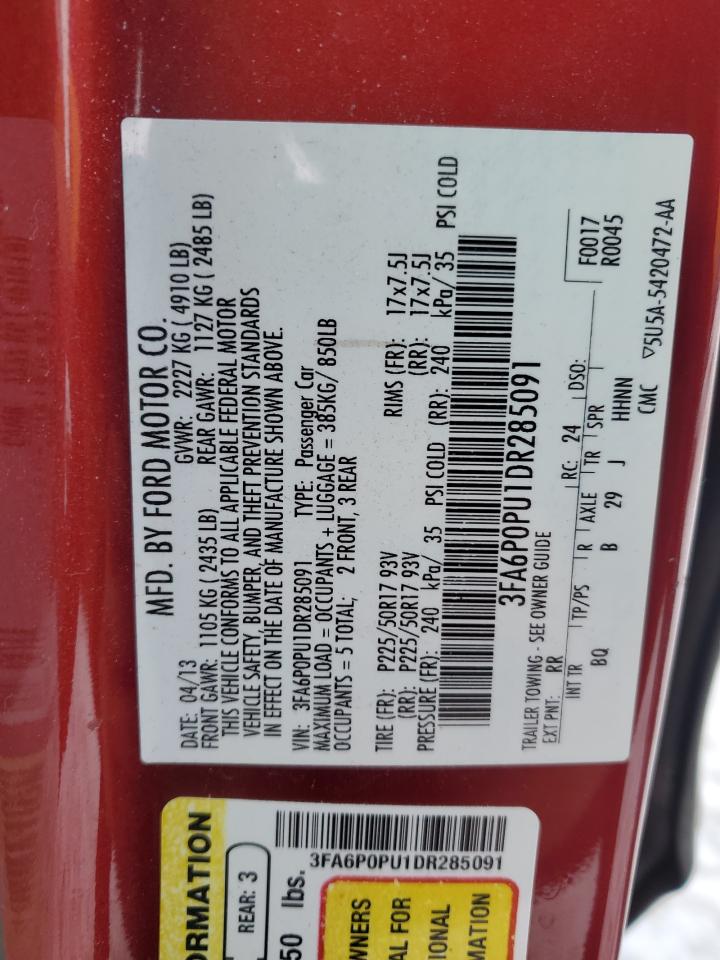 MFD. BY FORD MOTOR CO.
DATE: 04/13 GVWR: 2227 KG ( 4910 LB)
FRONT GAWR: 1105 KG ( 2435 LB) REAR GAWR: 1127 KG ( 2485 LB)
THIS VEHICLE CONFORMS TO ALL APPLICABLE FEDERAL MOTOR
VEHICLE SAFETY, BUMPER, AND THEFT PREVENTION STANDARDS
IN EFFECT ON THE DATE OF MANUFACTURE SHOWN ABOVE.
VIN: 3FA6P0PU1DR285091 TYPE: Passenger Car
MAXIMUM LOAD = OCCUPANTS + LUGGAGE = 385KG/ 850LB
OCCUPANTS = 5 TOTAL; 2 FRONT, 3 REAR
TIRE (FR): P225/50R17 93V RIMS (FR): 17x7.5J
(RR): P225/50R17 93V (RR): 17x7.5J
PRESSURE (FR): 240 kPa/ 35 PSI COLD (RR): 240 kPa/ 35 PSI COLD
3FA6P0PU1DR285091
TRAILER TOWING - SEE OWNER GUIDE
EXT PNT: RR RC: 24 DSO: F0017
R0045
INT TR TP/PS R AXLE TR SPR
BQ B 29 J HHNN
CMC ▽5U5A-5420472-AA
ORMATION
REAR: 3
50 lbs.
3FA6P0PU1DR285091
WNERS
AL FOR
IONAL
MATION